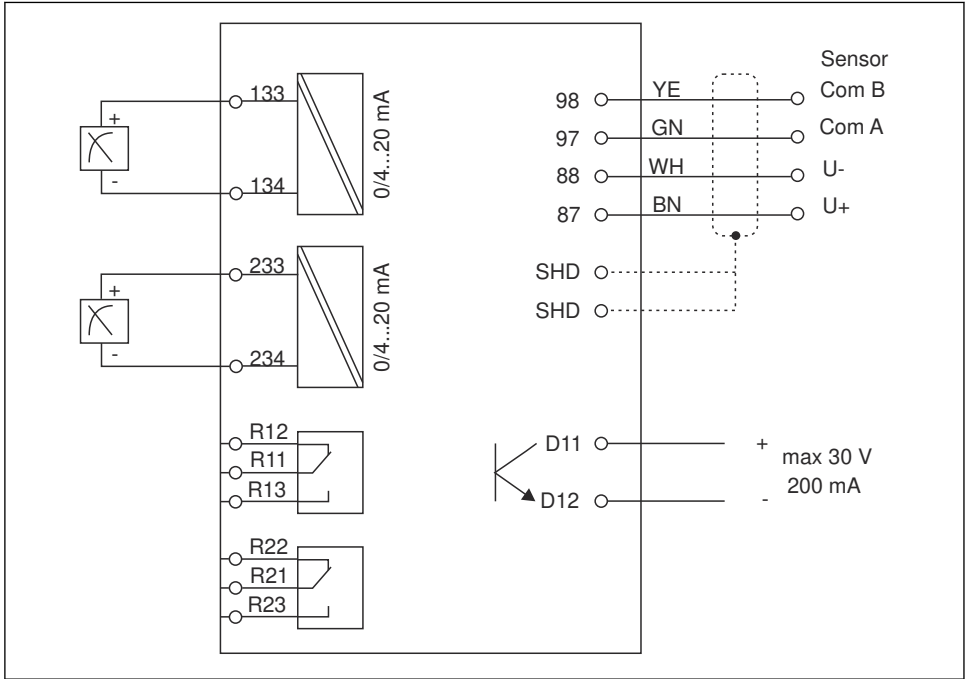 133
+
-
134
0/4...20 mA
233
+
-
234
0/4...20 mA
R12
R11
R13
R22
R21
R23
Sensor
98 YE Com B
97 GN Com A
88 WH U-
87 BN U+
SHD
SHD
D11 +
max 30 V
200 mA
D12 -